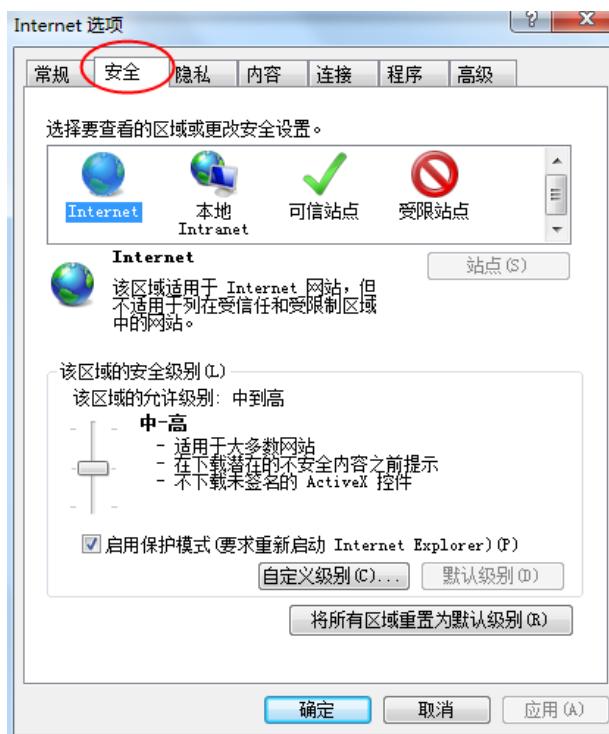 Internet 选项
常规 安全 隐私 内容 连接 程序 高级
选择要查看的区域或更改安全设置。
Internet 本地 Intranet 可信站点 受限站点
Internet
站点(S)
该区域适用于 Internet 网站，但
不适用于列在受信任和受限制区域
中的网站。
该区域的安全级别(L)
该区域的允许级别：中到高
中-高
- 适用于大多数网站
- 在下载潜在的不安全内容之前提示
- 不下载未签名的 ActiveX 控件
启用保护模式(要求重新启动 Internet Explorer)(P)
自定义级别(C)... 默认级别(D)
将所有区域重置为默认级别(R)
确定 取消 应用(A)